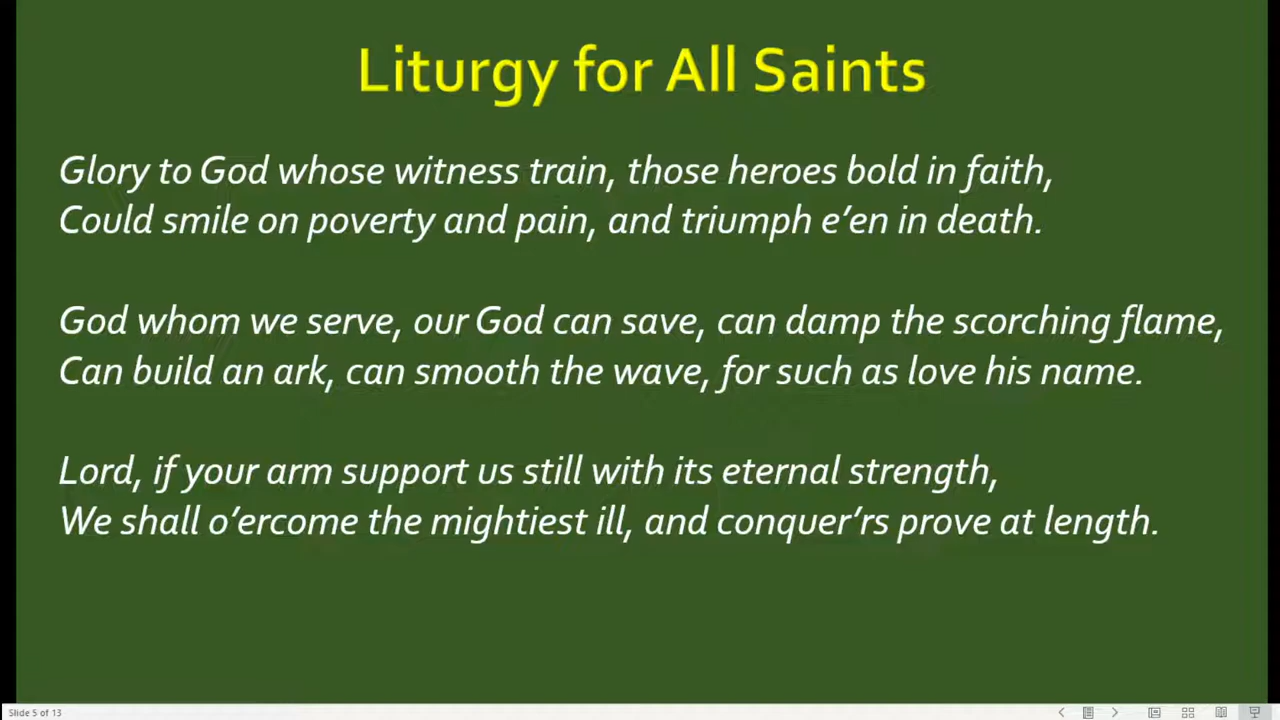 Liturgy for All Saints
Glory to God whose witness train, those heroes bold in faith,
Could smile on poverty and pain, and triumph e’en in death.
God whom we serve, our God can save, can damp the scorching flame,
Can build an ark, can smooth the wave, for such as love his name.
Lord, if your arm support us still with its eternal strength,
We shall o’ercome the mightiest ill, and conquer’rs prove at length.
Slide 5 of 13